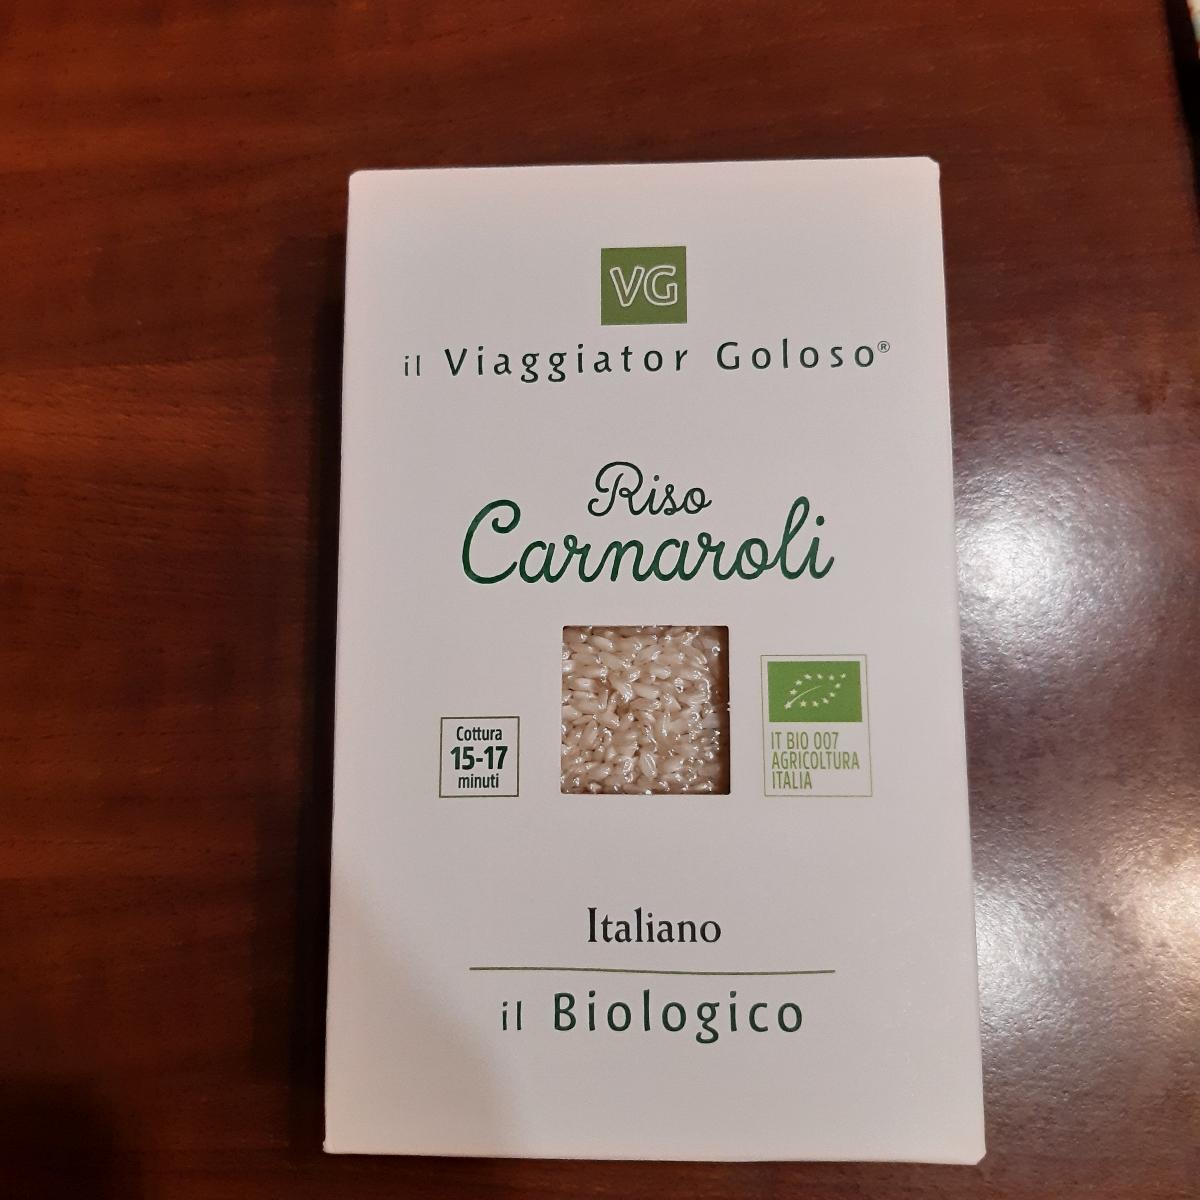 VG
il Viaggiator Goloso®
Riso
Carnaroli
Cottura
15-17
minuti
IT BIO 007
AGRICOLTURA
ITALIA
Italiano
il Biologico